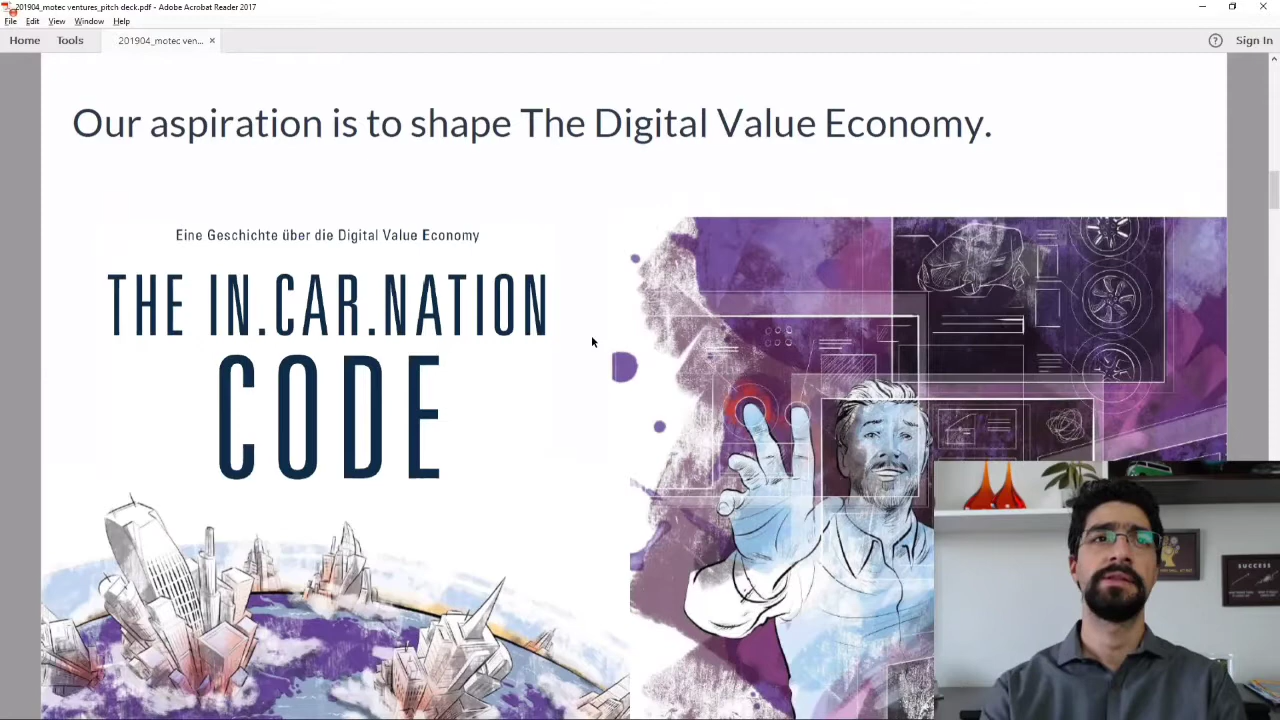 201904_motec ventures_pitch deck.pdf - Adobe Acrobat Reader 2017
File Edit View Window Help
Home Tools 201904_motec ven... × Sign In
Our aspiration is to shape The Digital Value Economy.
Eine Geschichte über die Digital Value Economy
THE IN.CAR.NATION
CODE
SUCCESS